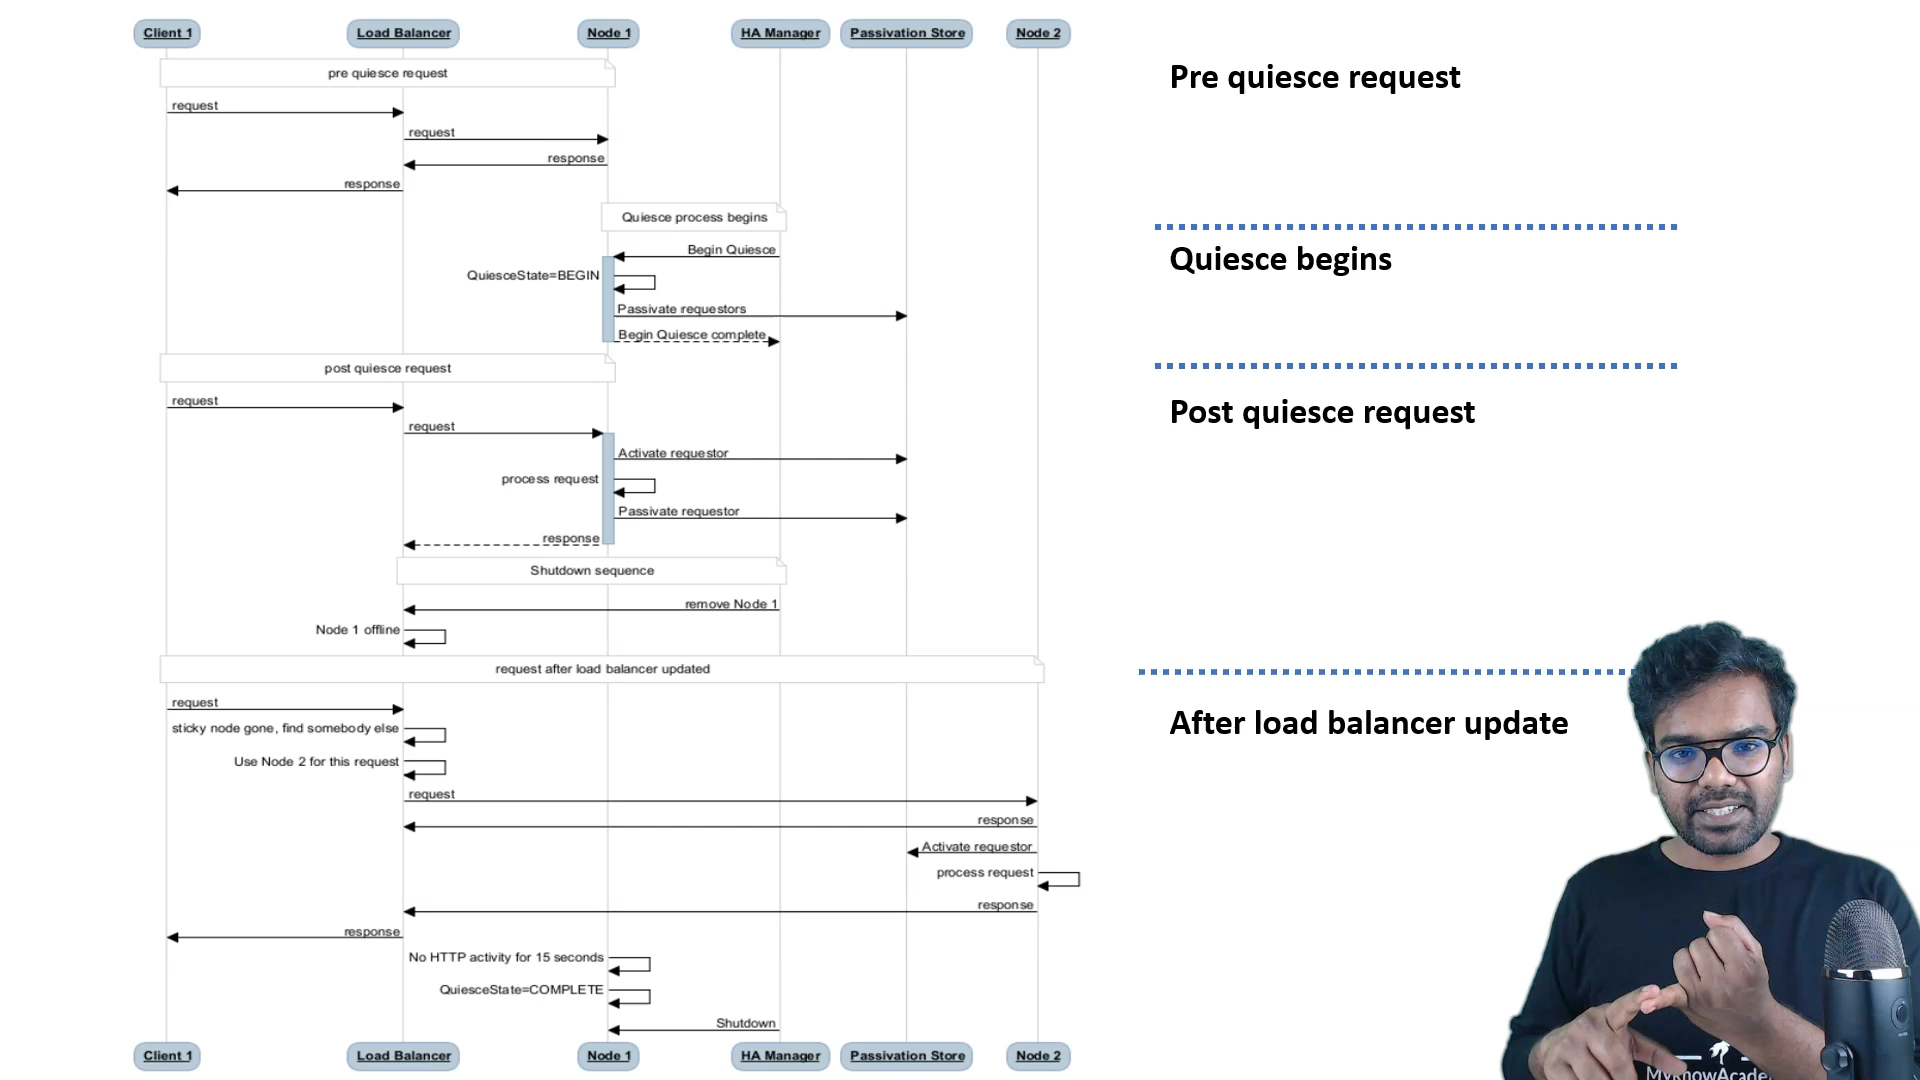 Client 1
Load Balancer
Node 1
HA Manager
Passivation Store
Node 2
pre quiesce request
request
request
response
response
Quiesce process begins
Begin Quiesce
QuiesceState=BEGIN
Passivate requestors
Begin Quiesce complete
post quiesce request
request
request
Activate requestor
process request
Passivate requestor
response
Shutdown sequence
remove Node 1
Node 1 offline
request after load balancer updated
request
sticky node gone, find somebody else
Use Node 2 for this request
request
response
Activate requestor
process request
response
response
No HTTP activity for 15 seconds
QuiesceState=COMPLETE
Shutdown
Client 1
Load Balancer
Node 1
HA Manager
Passivation Store
Node 2
Pre quiesce request
Quiesce begins
Post quiesce request
After load balancer update